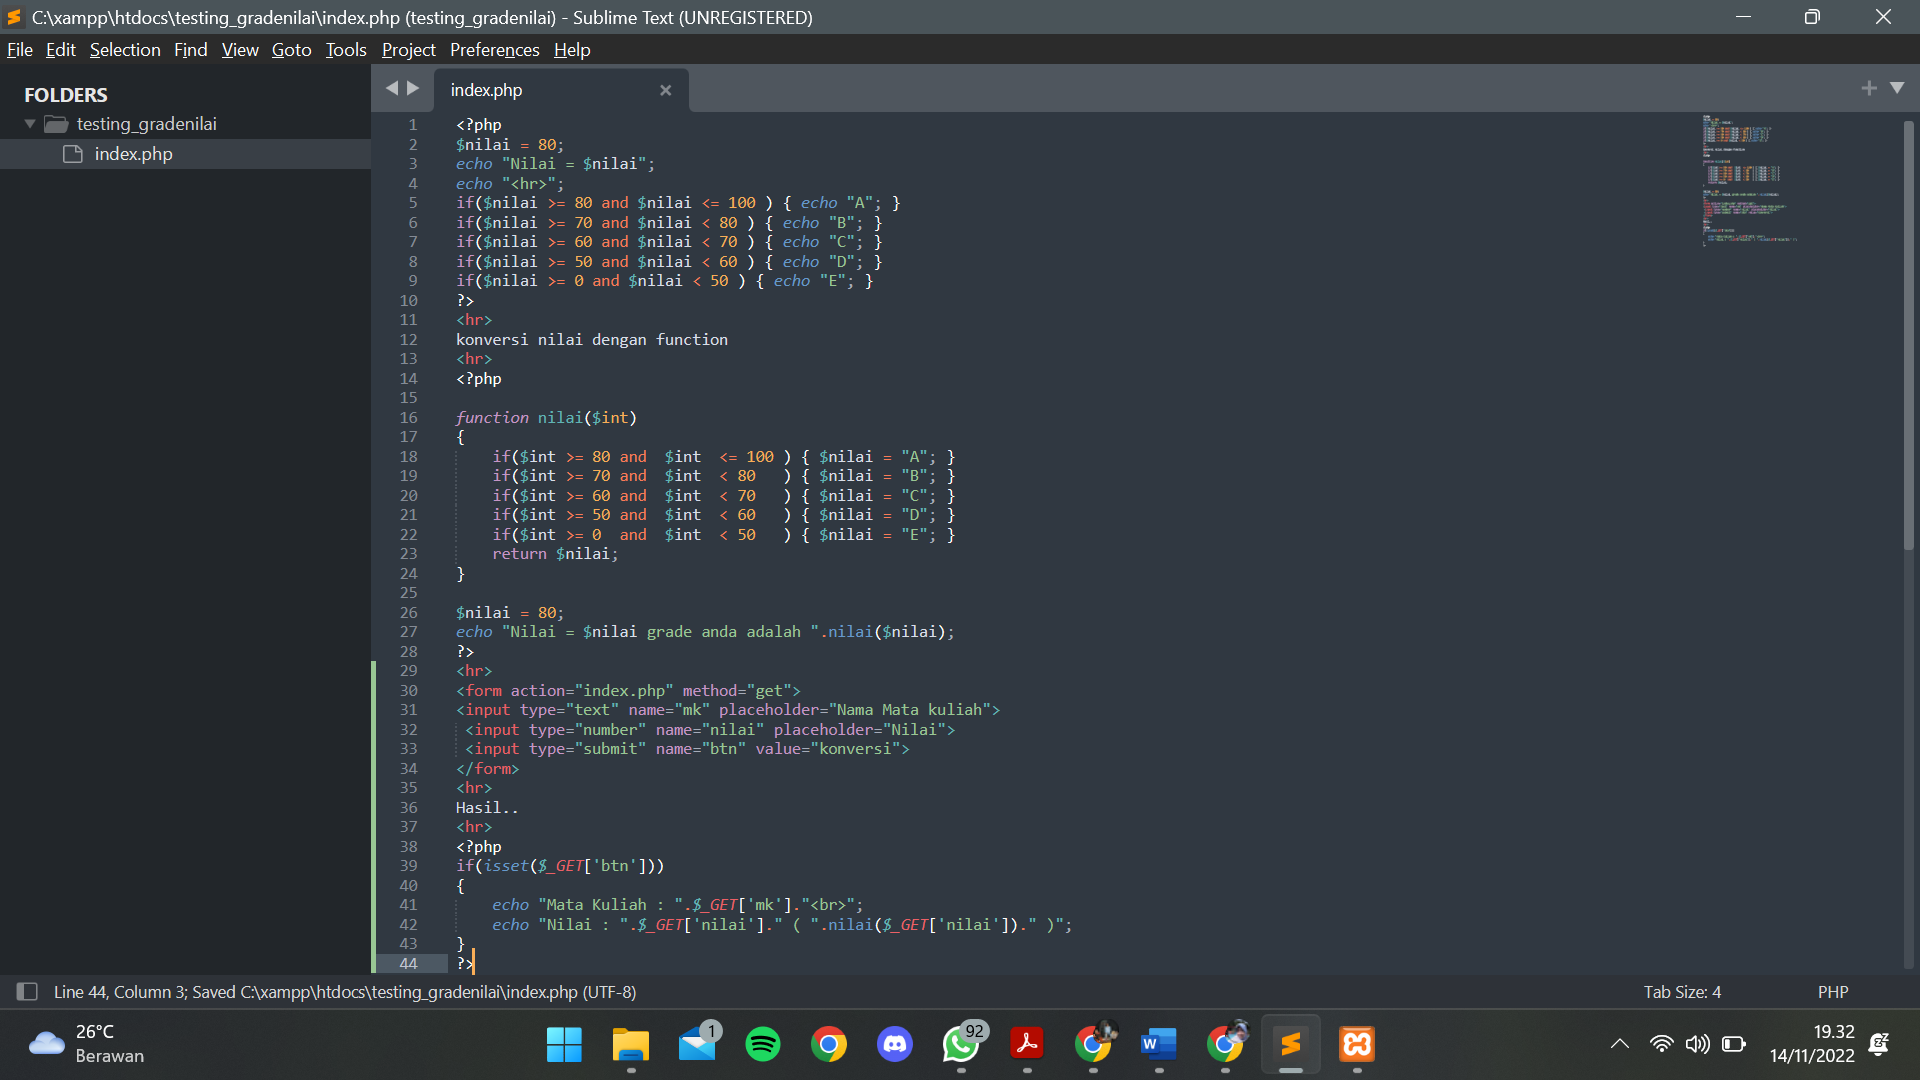 C:\xampp\htdocs\testing_gradenilai\index.php (testing_gradenilai) - Sublime Text (UNREGISTERED)
File Edit Selection Find View Goto Tools Project Preferences Help
FOLDERS
testing_gradenilai
index.php
index.php
1 <?php
2 $nilai = 80;
3 echo "Nilai = $nilai";
4 echo "<hr>";
5 if($nilai >= 80 and $nilai <= 100 ) { echo "A"; }
6 if($nilai >= 70 and $nilai < 80 ) { echo "B"; }
7 if($nilai >= 60 and $nilai < 70 ) { echo "C"; }
8 if($nilai >= 50 and $nilai < 60 ) { echo "D"; }
9 if($nilai >= 0 and $nilai < 50 ) { echo "E"; }
10 ?>
11 <hr>
12 konversi nilai dengan function
13 <hr>
14 <?php
15
16 function nilai($int)
17 {
18     if($int >= 80 and  $int  <= 100 ) { $nilai = "A"; }
19     if($int >= 70 and  $int  < 80   ) { $nilai = "B"; }
20     if($int >= 60 and  $int  < 70   ) { $nilai = "C"; }
21     if($int >= 50 and  $int  < 60   ) { $nilai = "D"; }
22     if($int >= 0  and  $int  < 50   ) { $nilai = "E"; }
23     return $nilai;
24 }
25
26 $nilai = 80;
27 echo "Nilai = $nilai grade anda adalah ".nilai($nilai);
28 ?>
29 <hr>
30 <form action="index.php" method="get">
31 <input type="text" name="mk" placeholder="Nama Mata kuliah">
32  <input type="number" name="nilai" placeholder="Nilai">
33  <input type="submit" name="btn" value="konversi">
34 </form>
35 <hr>
36 Hasil..
37 <hr>
38 <?php
39 if(isset($_GET['btn']))
40 {
41     echo "Mata Kuliah : ".$_GET['mk']."<br>";
42     echo "Nilai : ".$_GET['nilai']." ( ".nilai($_GET['nilai'])." )";
43 }
44 ?>
Line 44, Column 3; Saved C:\xampp\htdocs\testing_gradenilai\index.php (UTF-8)
Tab Size: 4
PHP
26°C
Berawan
1
92
19.32
14/11/2022